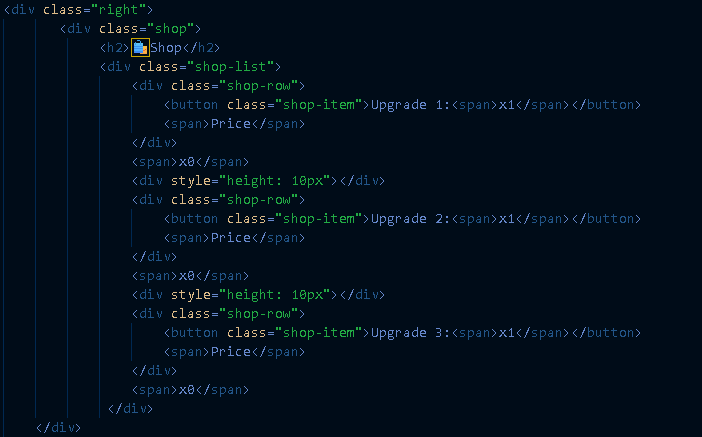 <div class="right">
<div class="shop">
<h2>🛍️Shop</h2>
<div class="shop-list">
<div class="shop-row">
<button class="shop-item">Upgrade 1:<span>x1</span></button>
<span>Price</span>
</div>
<span>x0</span>
<div style="height: 10px"></div>
<div class="shop-row">
<button class="shop-item">Upgrade 2:<span>x1</span></button>
<span>Price</span>
</div>
<span>x0</span>
<div style="height: 10px"></div>
<div class="shop-row">
<button class="shop-item">Upgrade 3:<span>x1</span></button>
<span>Price</span>
</div>
<span>x0</span>
</div>
</div>